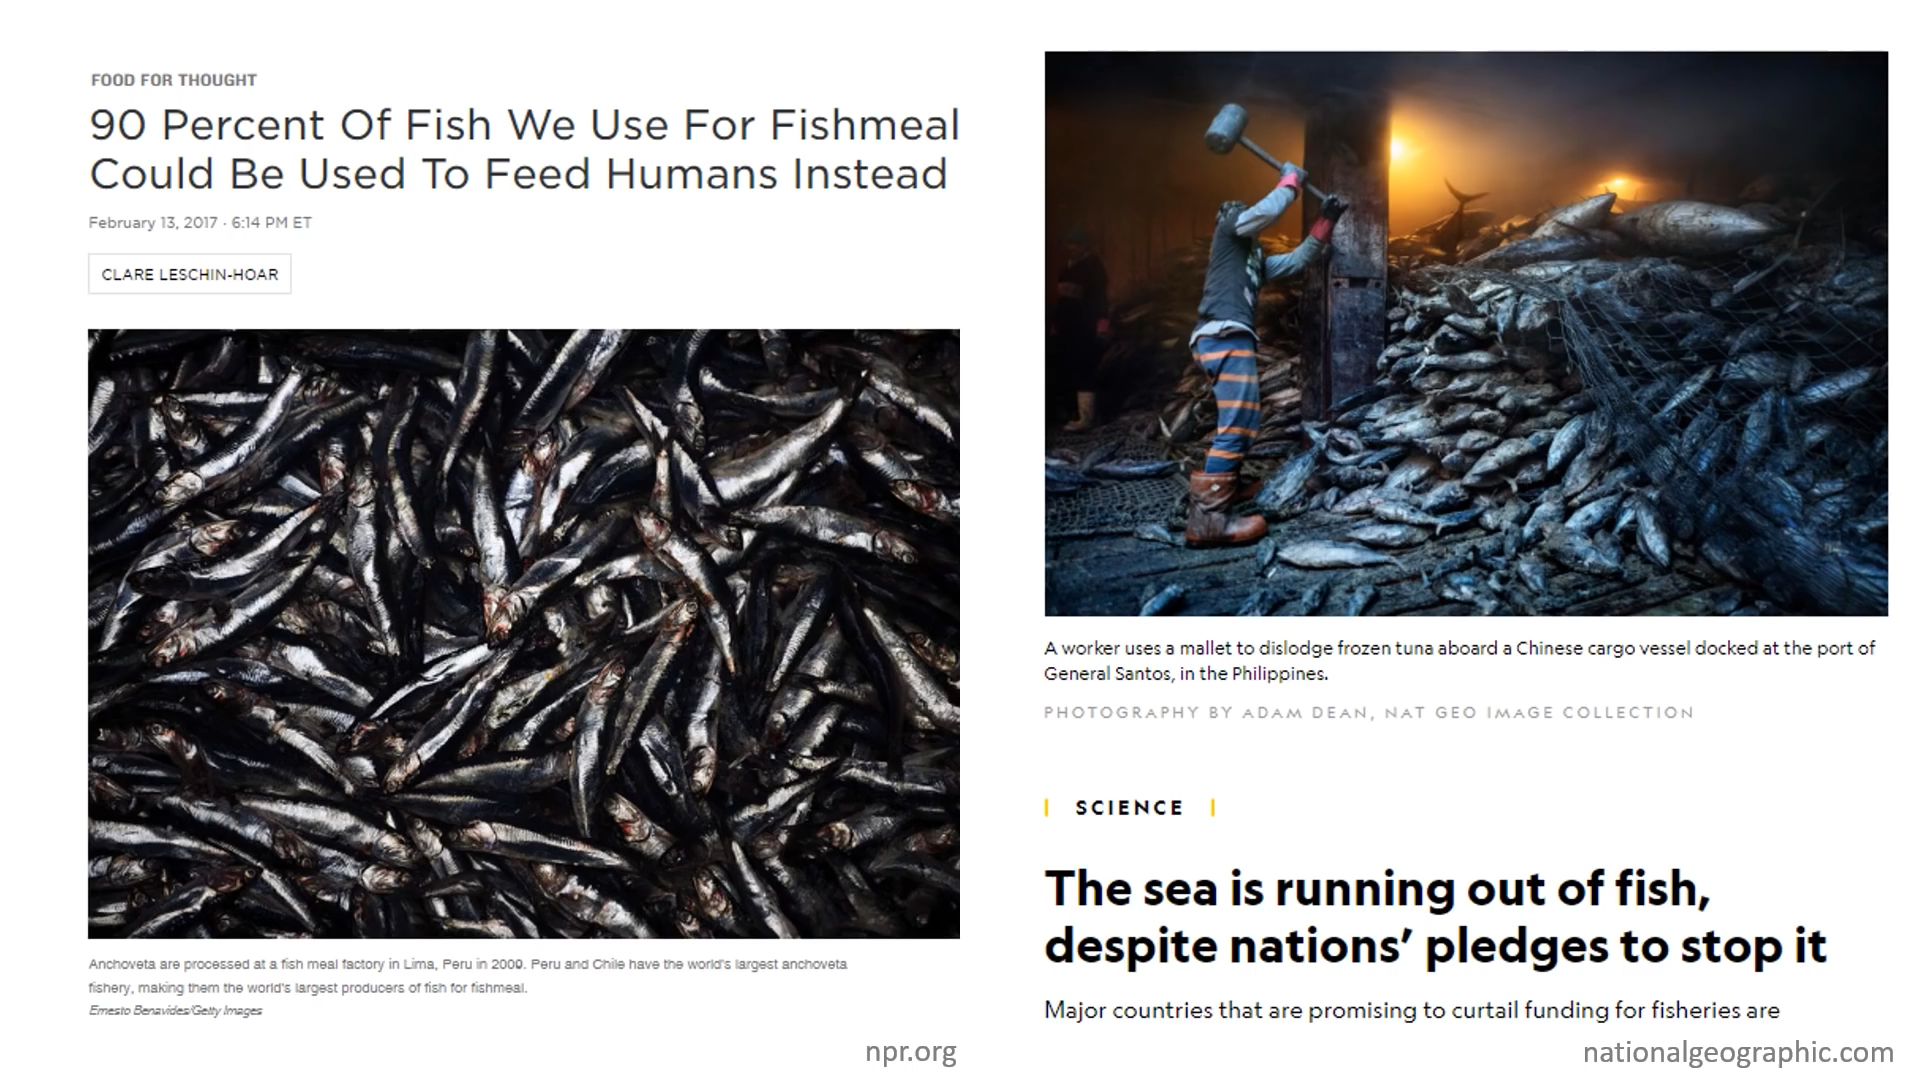 FOOD FOR THOUGHT
90 Percent Of Fish We Use For Fishmeal
Could Be Used To Feed Humans Instead
February 13, 2017 · 6:14 PM ET
CLARE LESCHIN-HOAR
Anchoveta are processed at a fish meal factory in Lima, Peru in 2009. Peru and Chile have the world's largest anchoveta
fishery, making them the world's largest producers of fish for fishmeal.
Ernesto Benavides/Getty Images
npr.org
A worker uses a mallet to dislodge frozen tuna aboard a Chinese cargo vessel docked at the port of
General Santos, in the Philippines.
PHOTOGRAPHY BY ADAM DEAN, NAT GEO IMAGE COLLECTION
SCIENCE
The sea is running out of fish,
despite nations’ pledges to stop it
Major countries that are promising to curtail funding for fisheries are
nationalgeographic.com